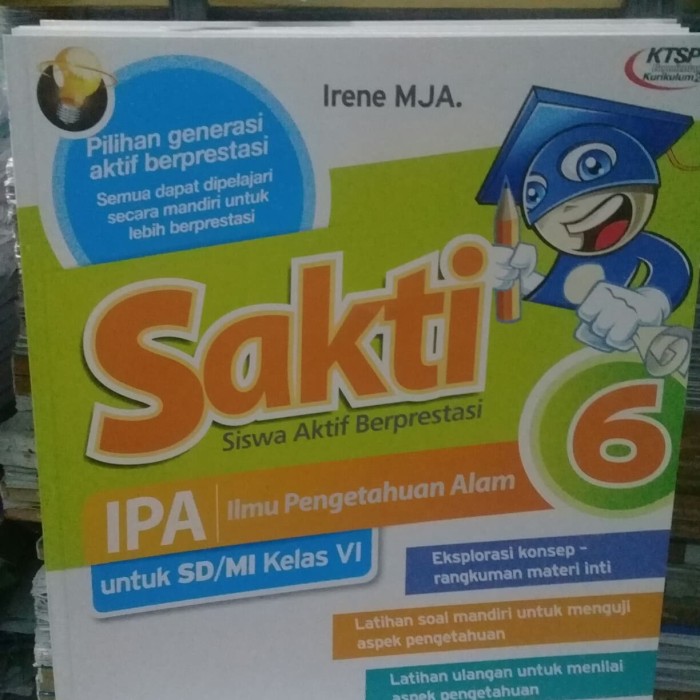 Irene MJA.
KTSP
Kurikulum
Pilihan generasi
aktif berprestasi
Semua dapat dipelajari
secara mandiri untuk
lebih berprestasi
Sakti
Siswa Aktif Berprestasi
6
IPA
Ilmu Pengetahuan Alam
untuk SD/MI Kelas VI
Eksplorasi konsep –
rangkuman materi inti
Latihan soal mandiri untuk menguji
aspek pengetahuan
Latihan ulangan untuk menilai
aspek pengetahuan